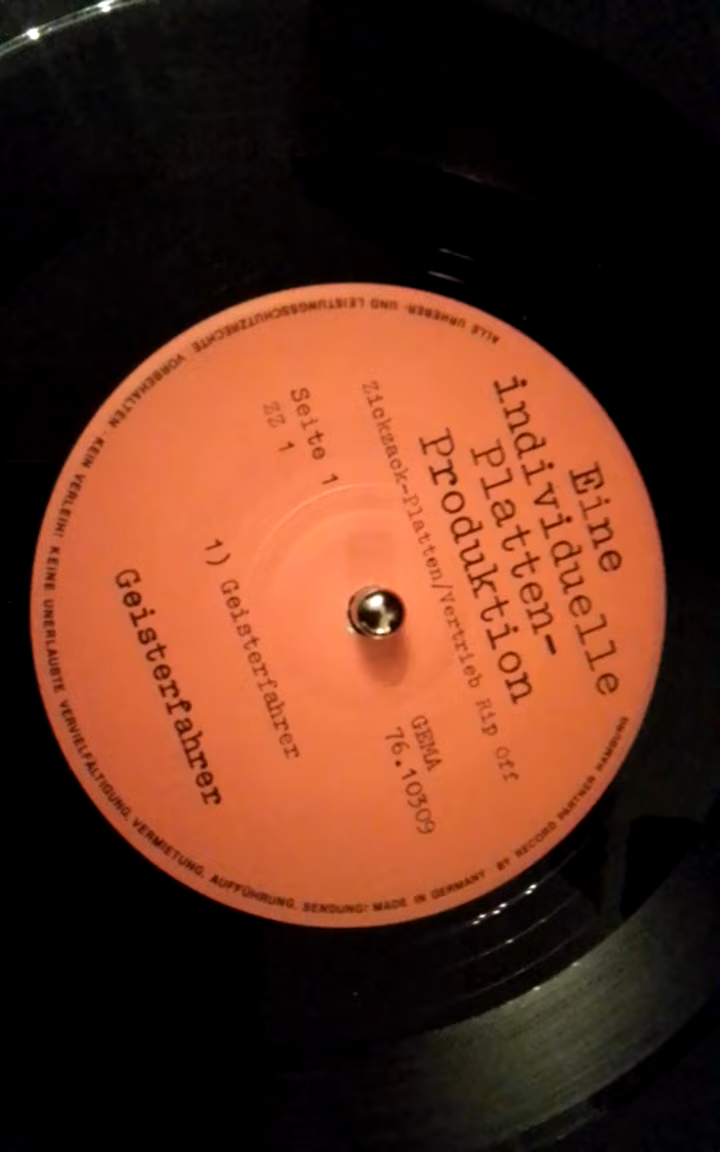 Eine
individuelle
Platten-
Produktion
Zickzack-Platten/Vertrieb Rip Off
Seite 1
ZZ 1
GEMA
76.10309
1) Geisterfahrer
Geisterfahrer
ALLE URHEBER- UND LEISTUNGSSCHUTZRECHTE VORBEHALTEN · KEIN VERLEIH! KEINE UNERLAUBTE VERVIELFÄLTIGUNG, VERMIETUNG, AUFFÜHRUNG, SENDUNG! MADE IN GERMANY BY RECORD PARTNER HAMBURG